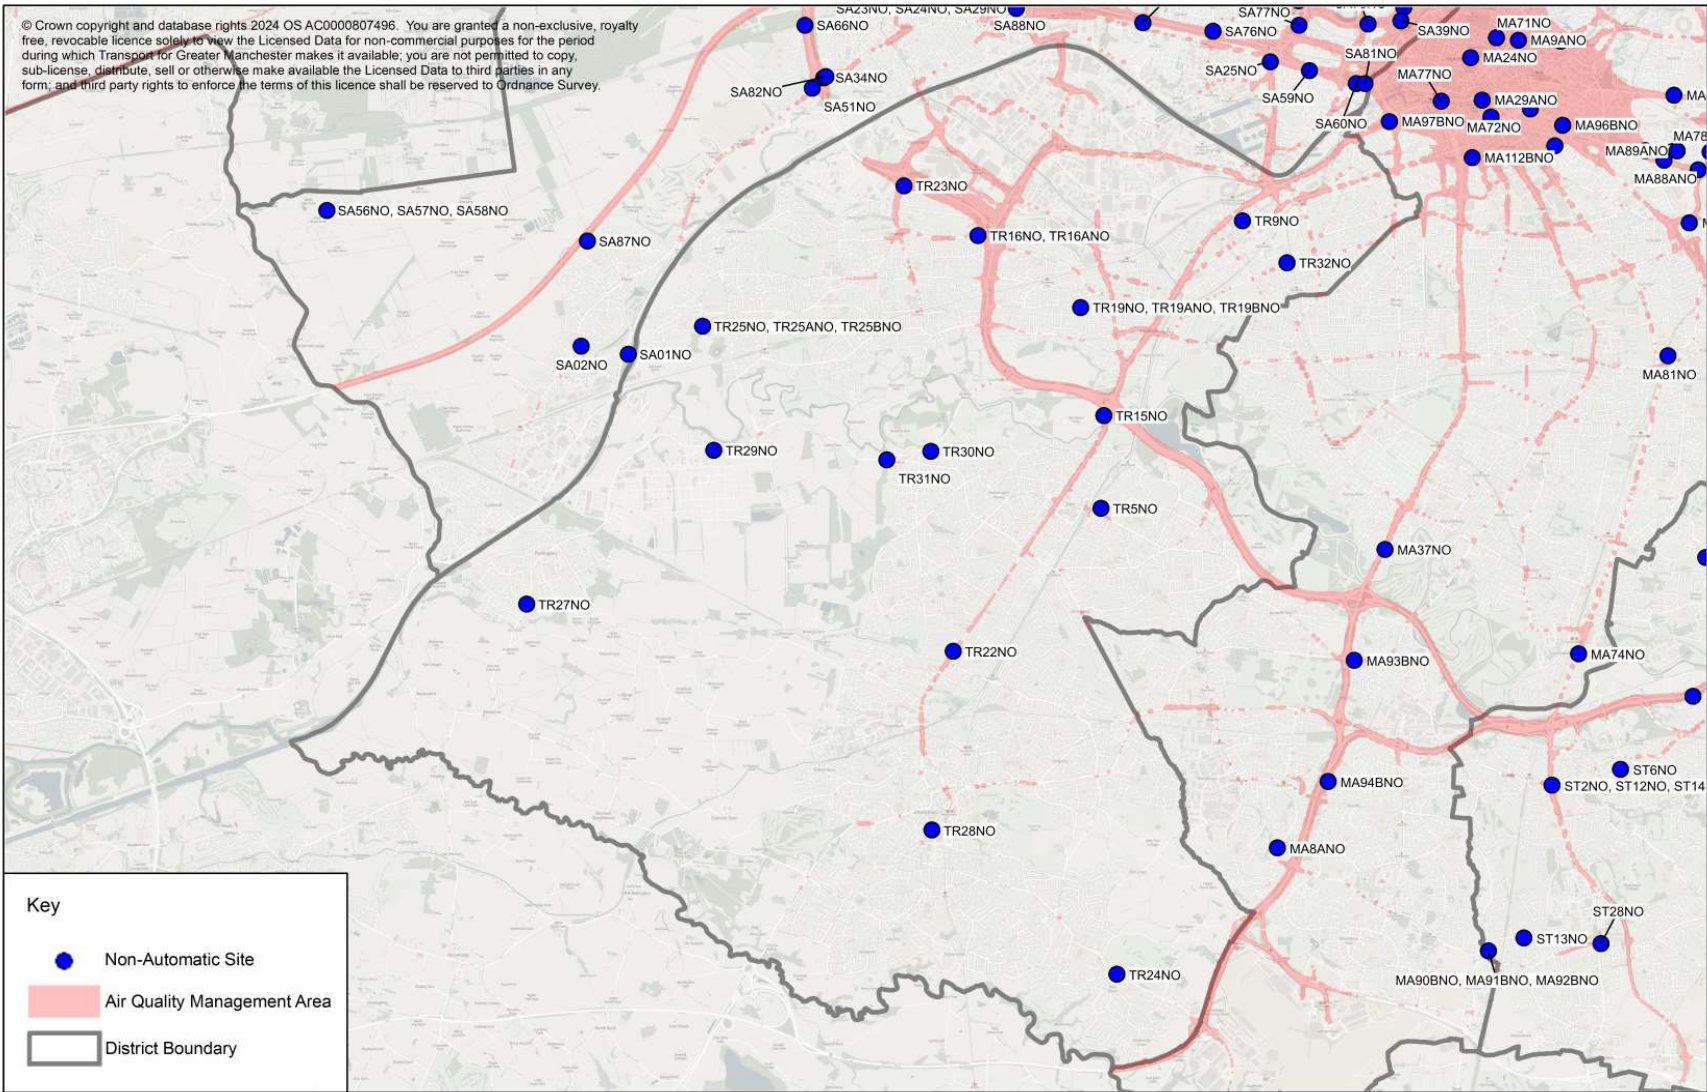 © Crown copyright and database rights 2024 OS AC0000807496. You are granted a non-exclusive, royalty
free, revocable licence solely to view the Licensed Data for non-commercial purposes for the period
during which Transport for Greater Manchester makes it available; you are not permitted to copy,
sub-license, distribute, sell or otherwise make available the Licensed Data to third parties in any
form; and third party rights to enforce the terms of this licence shall be reserved to Ordnance Survey.
SA23NO, SA24NO, SA29NO
SA66NO
SA88NO
SA77NO
SA76NO
SA39NO
MA71NO
MA9ANO
MA24NO
SA81NO
SA25NO
SA34NO
SA82NO
SA51NO
MA77NO
SA59NO
MA29ANO
SA60NO
MA97BNO
MA72NO
MA96BNO
MA78
MA89ANO
MA112BNO
MA88ANO
TR23NO
SA56NO, SA57NO, SA58NO
SA87NO
TR9NO
TR16NO, TR16ANO
TR32NO
TR19NO, TR19ANO, TR19BNO
TR25NO, TR25ANO, TR25BNO
SA01NO
SA02NO
MA81NO
TR15NO
TR29NO
TR30NO
TR31NO
TR5NO
MA37NO
TR27NO
TR22NO
MA74NO
MA93BNO
ST6NO
MA94BNO
ST2NO, ST12NO, ST14
TR28NO
MA8ANO
ST28NO
ST13NO
TR24NO
MA90BNO, MA91BNO, MA92BNO
Key
Non-Automatic Site
Air Quality Management Area
District Boundary